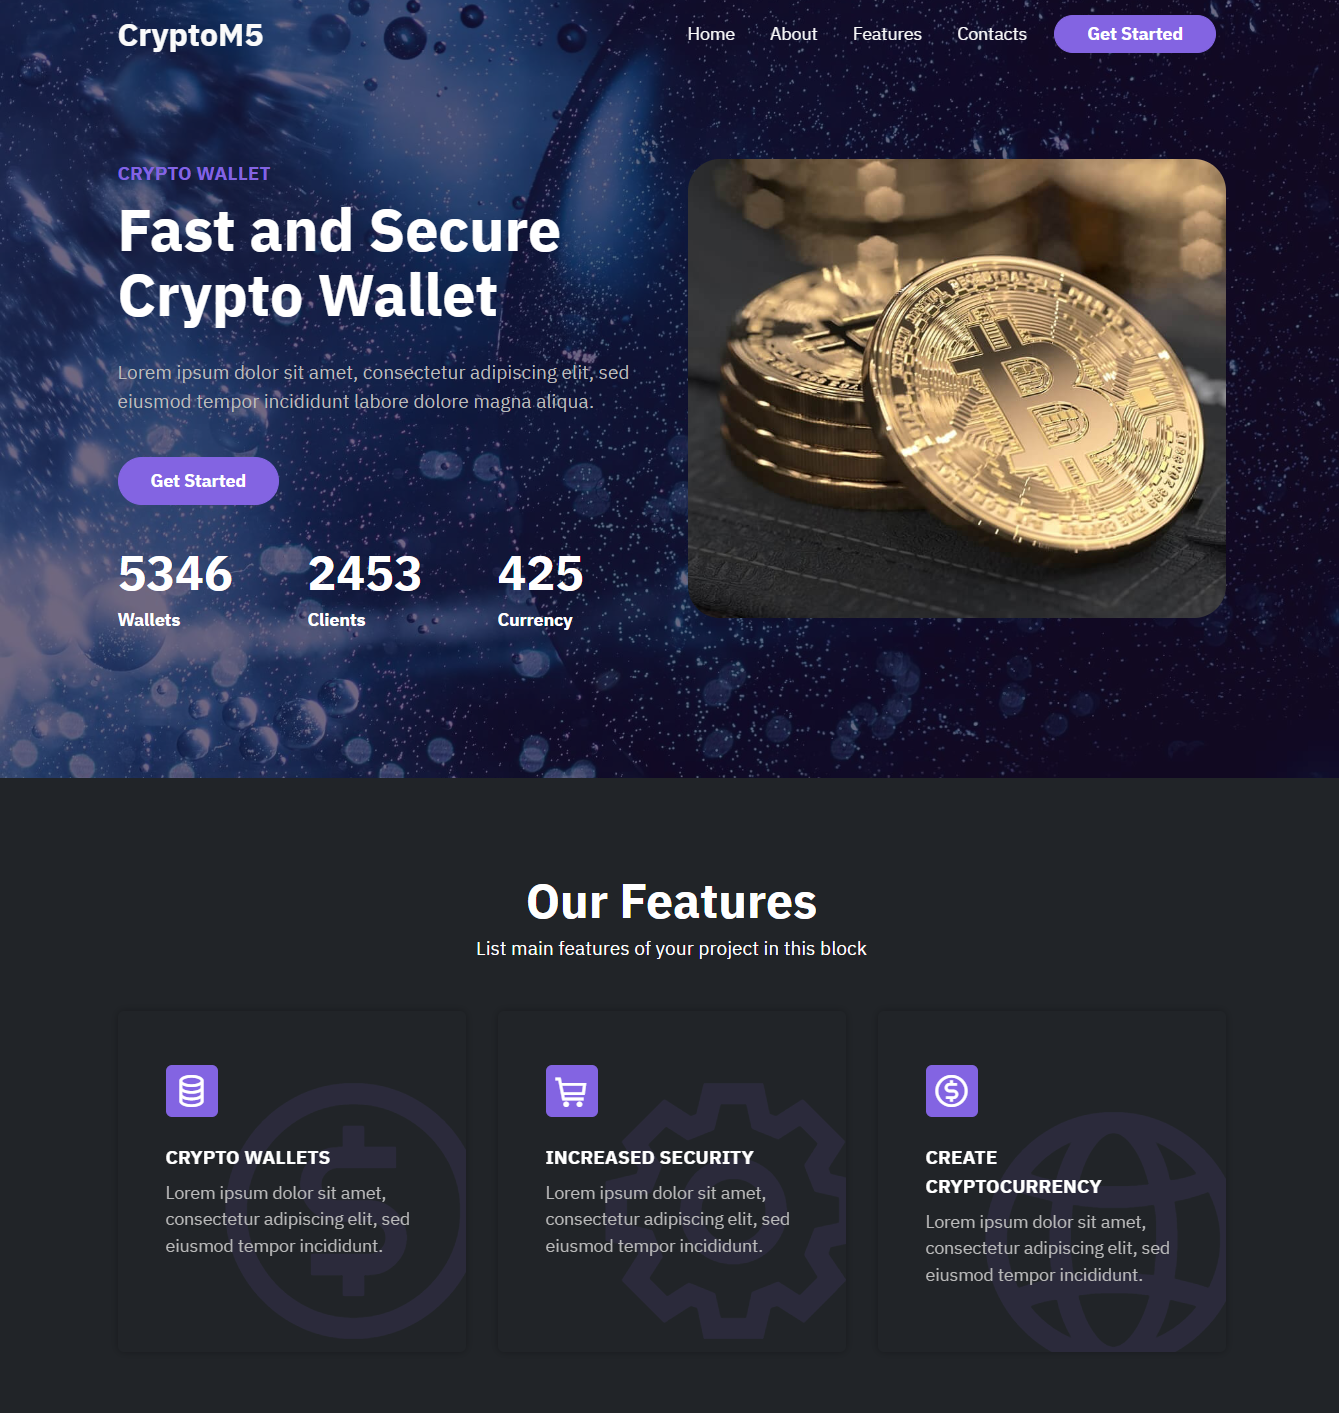 CryptoM5
Home About Features Contacts Get Started
CRYPTO WALLET
Fast and Secure
Crypto Wallet
Lorem ipsum dolor sit amet, consectetur adipiscing elit, sed
eiusmod tempor incididunt labore dolore magna aliqua.
Get Started
5346 2453 425
Wallets Clients Currency
Our Features
List main features of your project in this block
CRYPTO WALLETS
Lorem ipsum dolor sit amet,
consectetur adipiscing elit, sed
eiusmod tempor incididunt.
INCREASED SECURITY
Lorem ipsum dolor sit amet,
consectetur adipiscing elit, sed
eiusmod tempor incididunt.
CREATE
CRYPTOCURRENCY
Lorem ipsum dolor sit amet,
consectetur adipiscing elit, sed
eiusmod tempor incididunt.